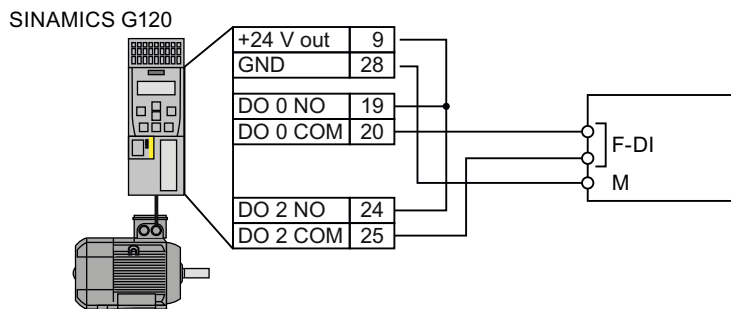 SINAMICS G120
+24 V out 9
GND 28
DO 0 NO 19
DO 0 COM 20
F-DI
M
DO 2 NO 24
DO 2 COM 25